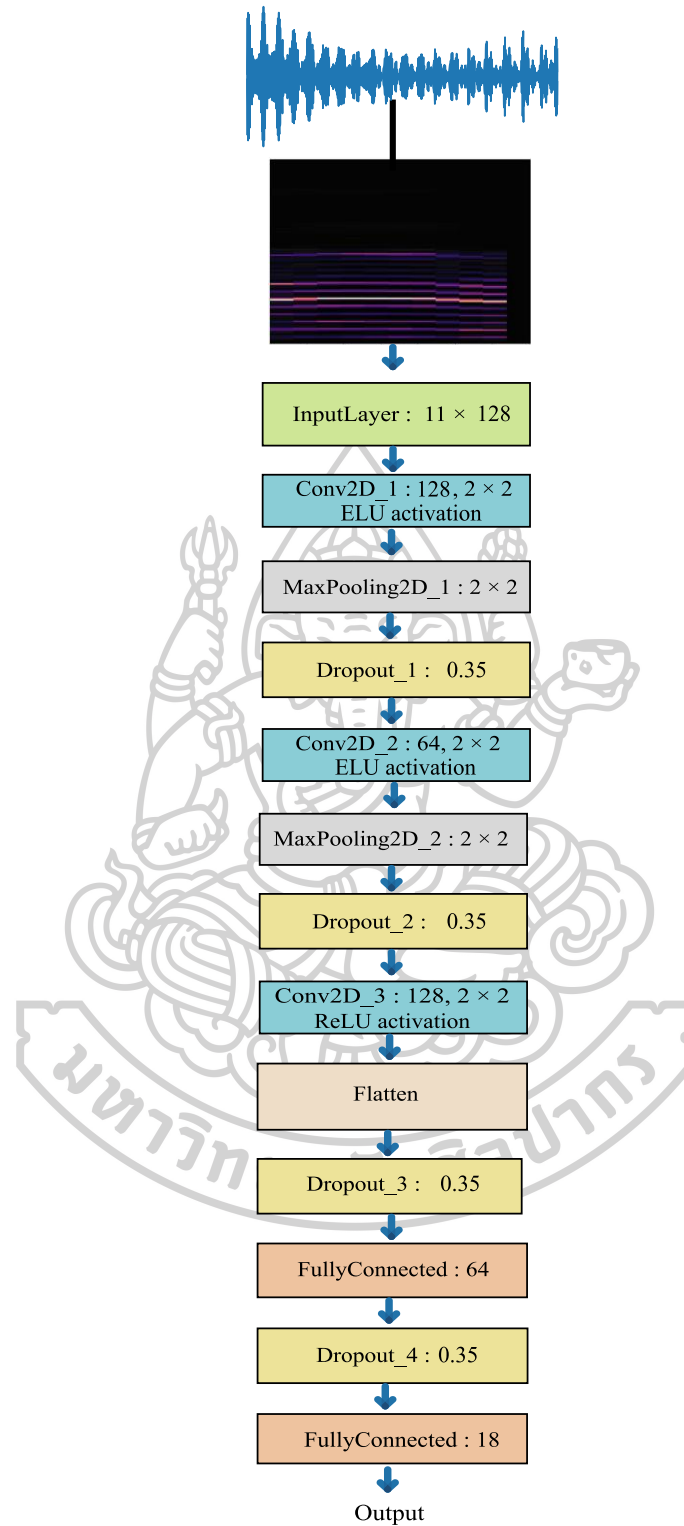 InputLayer : 11 × 128
Conv2D_1 : 128, 2 × 2
ELU activation
MaxPooling2D_1 : 2 × 2
Dropout_1 : 0.35
Conv2D_2 : 64, 2 × 2
ELU activation
MaxPooling2D_2 : 2 × 2
Dropout_2 : 0.35
Conv2D_3 : 128, 2 × 2
ReLU activation
Flatten
Dropout_3 : 0.35
FullyConnected : 64
Dropout_4 : 0.35
FullyConnected : 18
Output